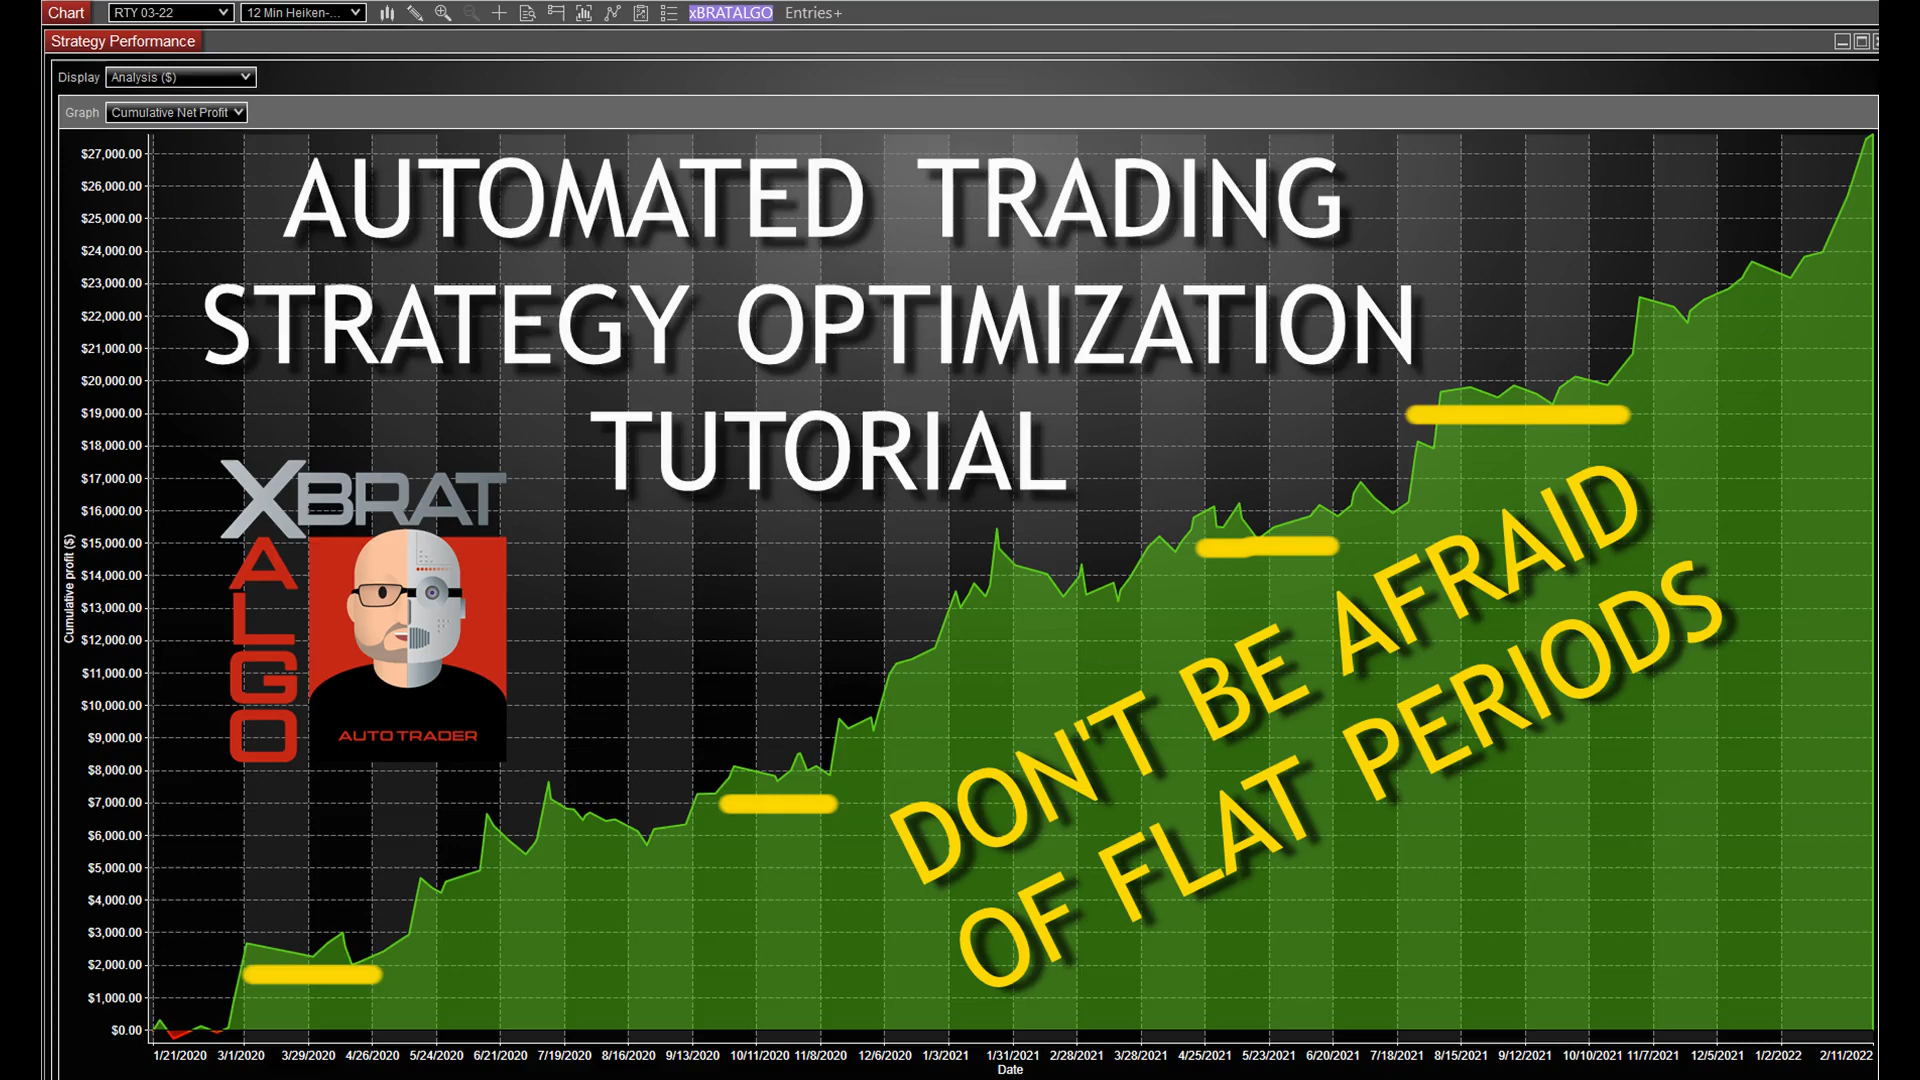 Chart RTY 03-22 12 Min Heiken-... xBRATALGO Entries+
Strategy Performance
Display Analysis ($)
Graph Cumulative Net Profit
$27,000.00
$26,000.00
$25,000.00
$24,000.00
$23,000.00
$22,000.00
$21,000.00
$20,000.00
$19,000.00
$18,000.00
$17,000.00
$16,000.00
$15,000.00
$14,000.00
$13,000.00
$12,000.00
$11,000.00
$10,000.00
$9,000.00
$8,000.00
$7,000.00
$6,000.00
$5,000.00
$4,000.00
$3,000.00
$2,000.00
$1,000.00
$0.00
Cumulative profit ($)
AUTOMATED TRADING
STRATEGY OPTIMIZATION
TUTORIAL
XBRAT
ALGO
AUTO TRADER
DON'T BE AFRAID
OF FLAT PERIODS
1/21/2020 3/1/2020 3/29/2020 4/26/2020 5/24/2020 6/21/2020 7/19/2020 8/16/2020 9/13/2020 10/11/2020 11/8/2020 12/6/2020 1/3/2021 1/31/2021 2/28/2021 3/28/2021 4/25/2021 5/23/2021 6/20/2021 7/18/2021 8/15/2021 9/12/2021 10/10/2021 11/7/2021 12/5/2021 1/2/2022 2/11/2022
Date